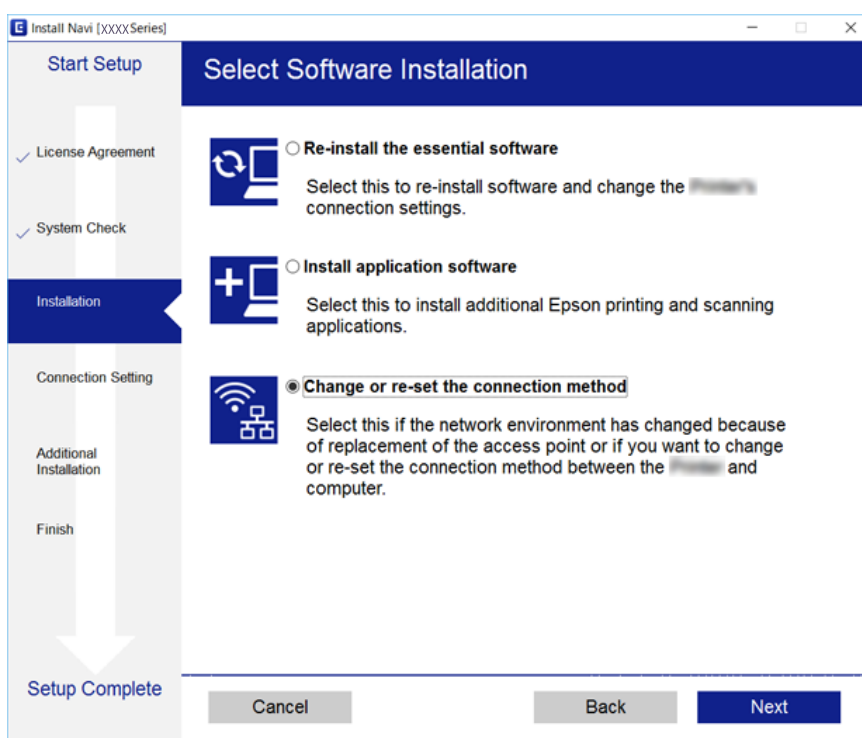 Install Navi [XXXX Series]
Start Setup
Select Software Installation
License Agreement
System Check
Installation
Connection Setting
Additional
Installation
Finish
Setup Complete
Re-install the essential software
Select this to re-install software and change the
connection settings.
Install application software
Select this to install additional Epson printing and scanning
applications.
Change or re-set the connection method
Select this if the network environment has changed because
of replacement of the access point or if you want to change
or re-set the connection method between the and
computer.
Cancel
Back
Next